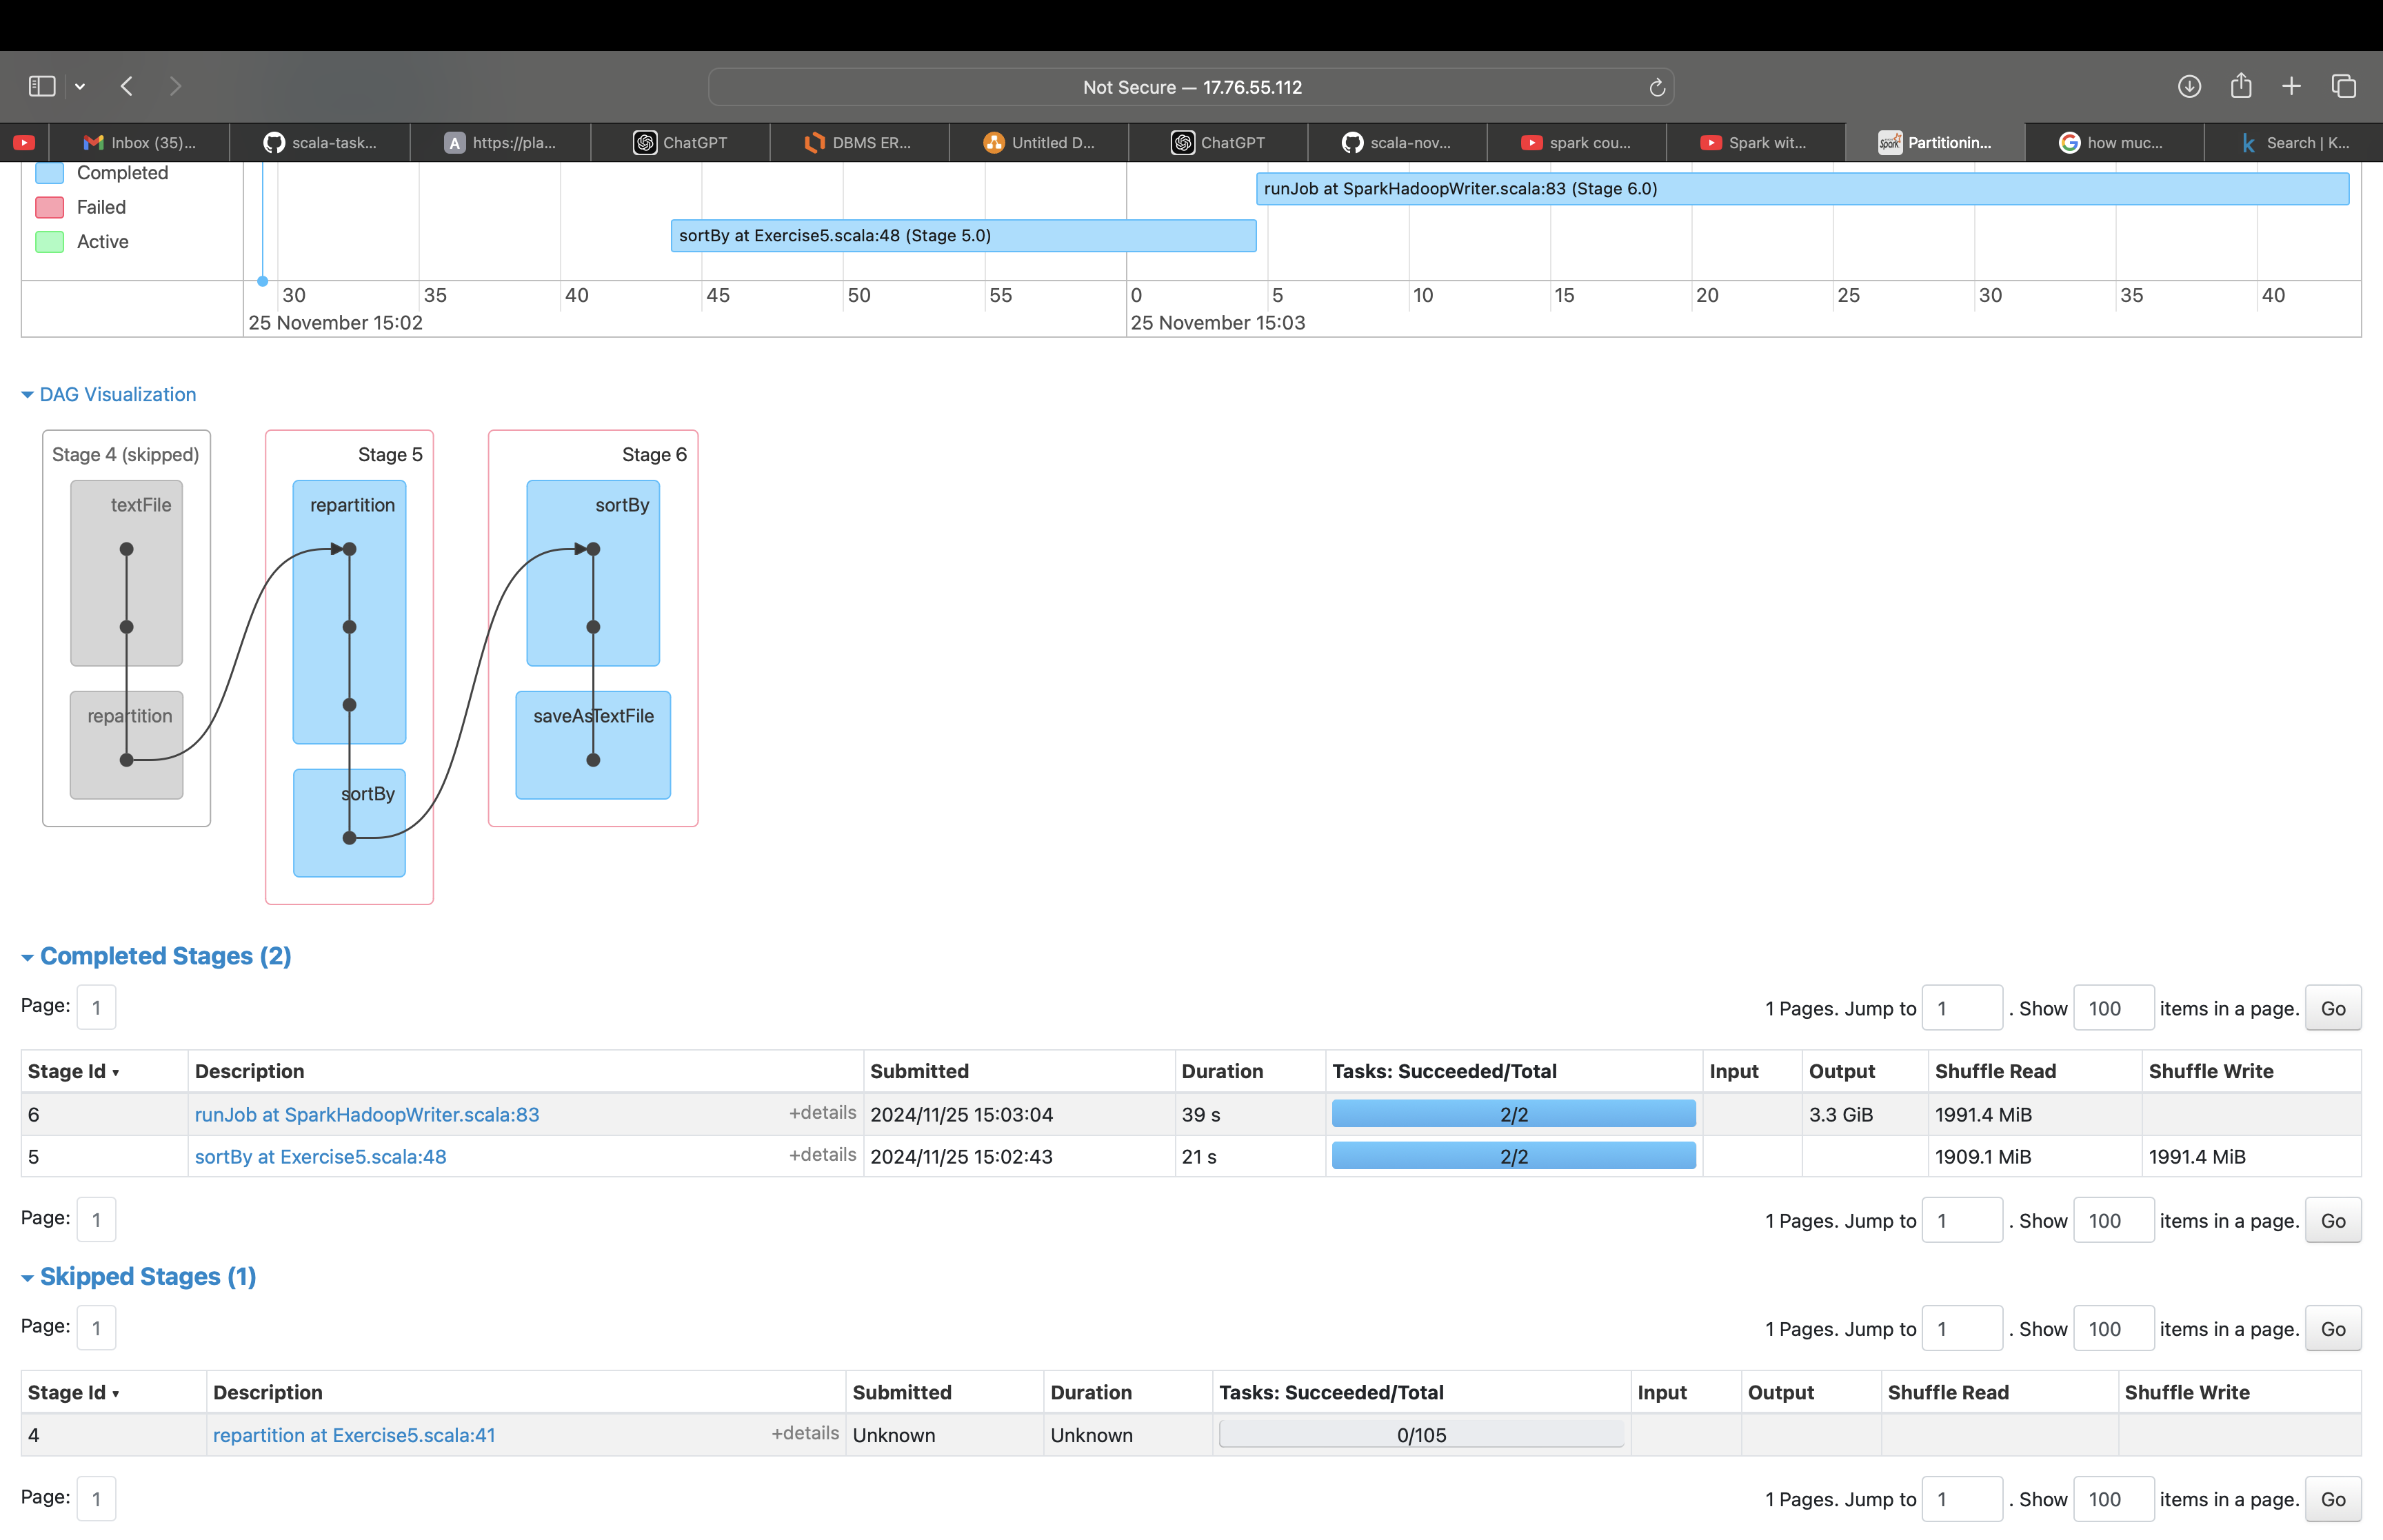 Not Secure — 17.76.55.112
Inbox (35)...
scala-task...
https://pla...
ChatGPT
DBMS ER...
Untitled D...
ChatGPT
scala-nov...
spark cou...
Spark wit...
Partitionin...
how muc...
Search | K...
Completed
Failed
Active
runJob at SparkHadoopWriter.scala:83 (Stage 6.0)
sortBy at Exercise5.scala:48 (Stage 5.0)
30 35 40 45 50 55 0 5 10 15 20 25 30 35 40
25 November 15:02 25 November 15:03
DAG Visualization
Stage 4 (skipped)
textFile
repartition
Stage 5
repartition
sortBy
Stage 6
sortBy
saveAsTextFile
Completed Stages (2)
Page: 1 1 Pages. Jump to 1 . Show 100 items in a page. Go
Stage Id Description Submitted Duration Tasks: Succeeded/Total Input Output Shuffle Read Shuffle Write
6 runJob at SparkHadoopWriter.scala:83 +details 2024/11/25 15:03:04 39 s 2/2 3.3 GiB 1991.4 MiB
5 sortBy at Exercise5.scala:48 +details 2024/11/25 15:02:43 21 s 2/2 1909.1 MiB 1991.4 MiB
Page: 1 1 Pages. Jump to 1 . Show 100 items in a page. Go
Skipped Stages (1)
Page: 1 1 Pages. Jump to 1 . Show 100 items in a page. Go
Stage Id Description Submitted Duration Tasks: Succeeded/Total Input Output Shuffle Read Shuffle Write
4 repartition at Exercise5.scala:41 +details Unknown Unknown 0/105
Page: 1 1 Pages. Jump to 1 . Show 100 items in a page. Go